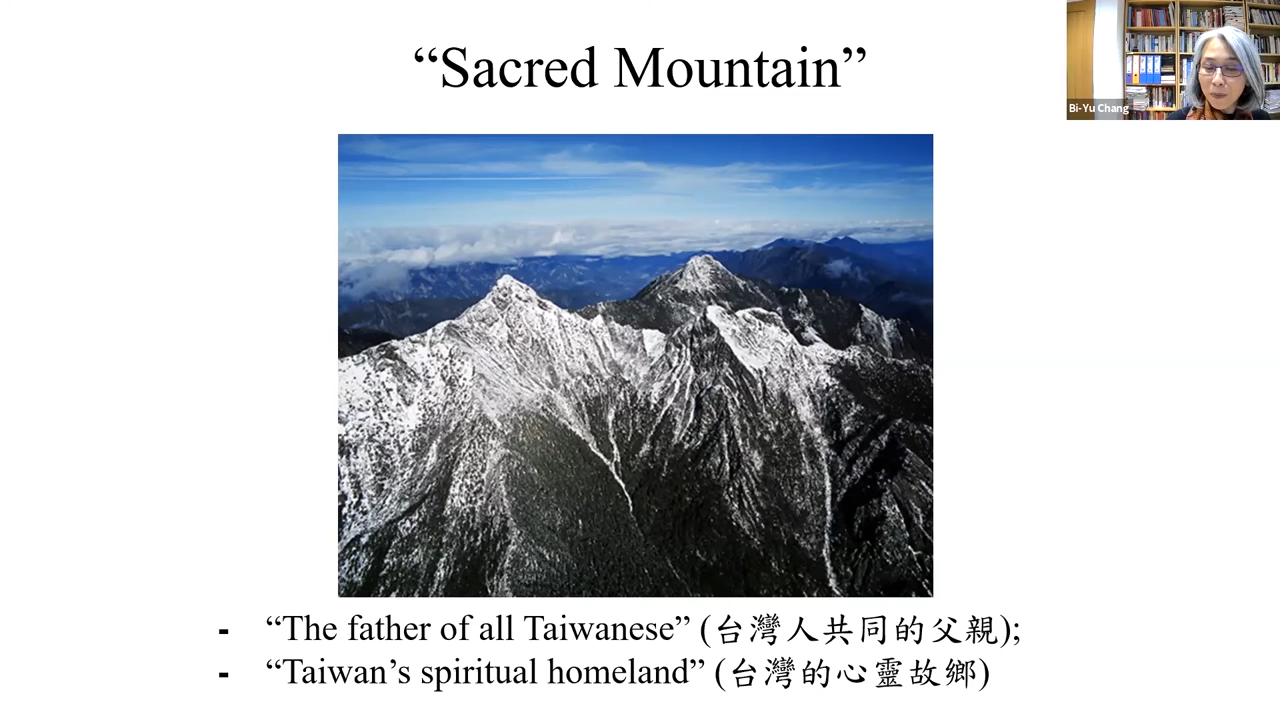 “Sacred Mountain”
Bi-Yu Chang
- “The father of all Taiwanese” (台灣人共同的父親);
- “Taiwan’s spiritual homeland” (台灣的心靈故鄉)